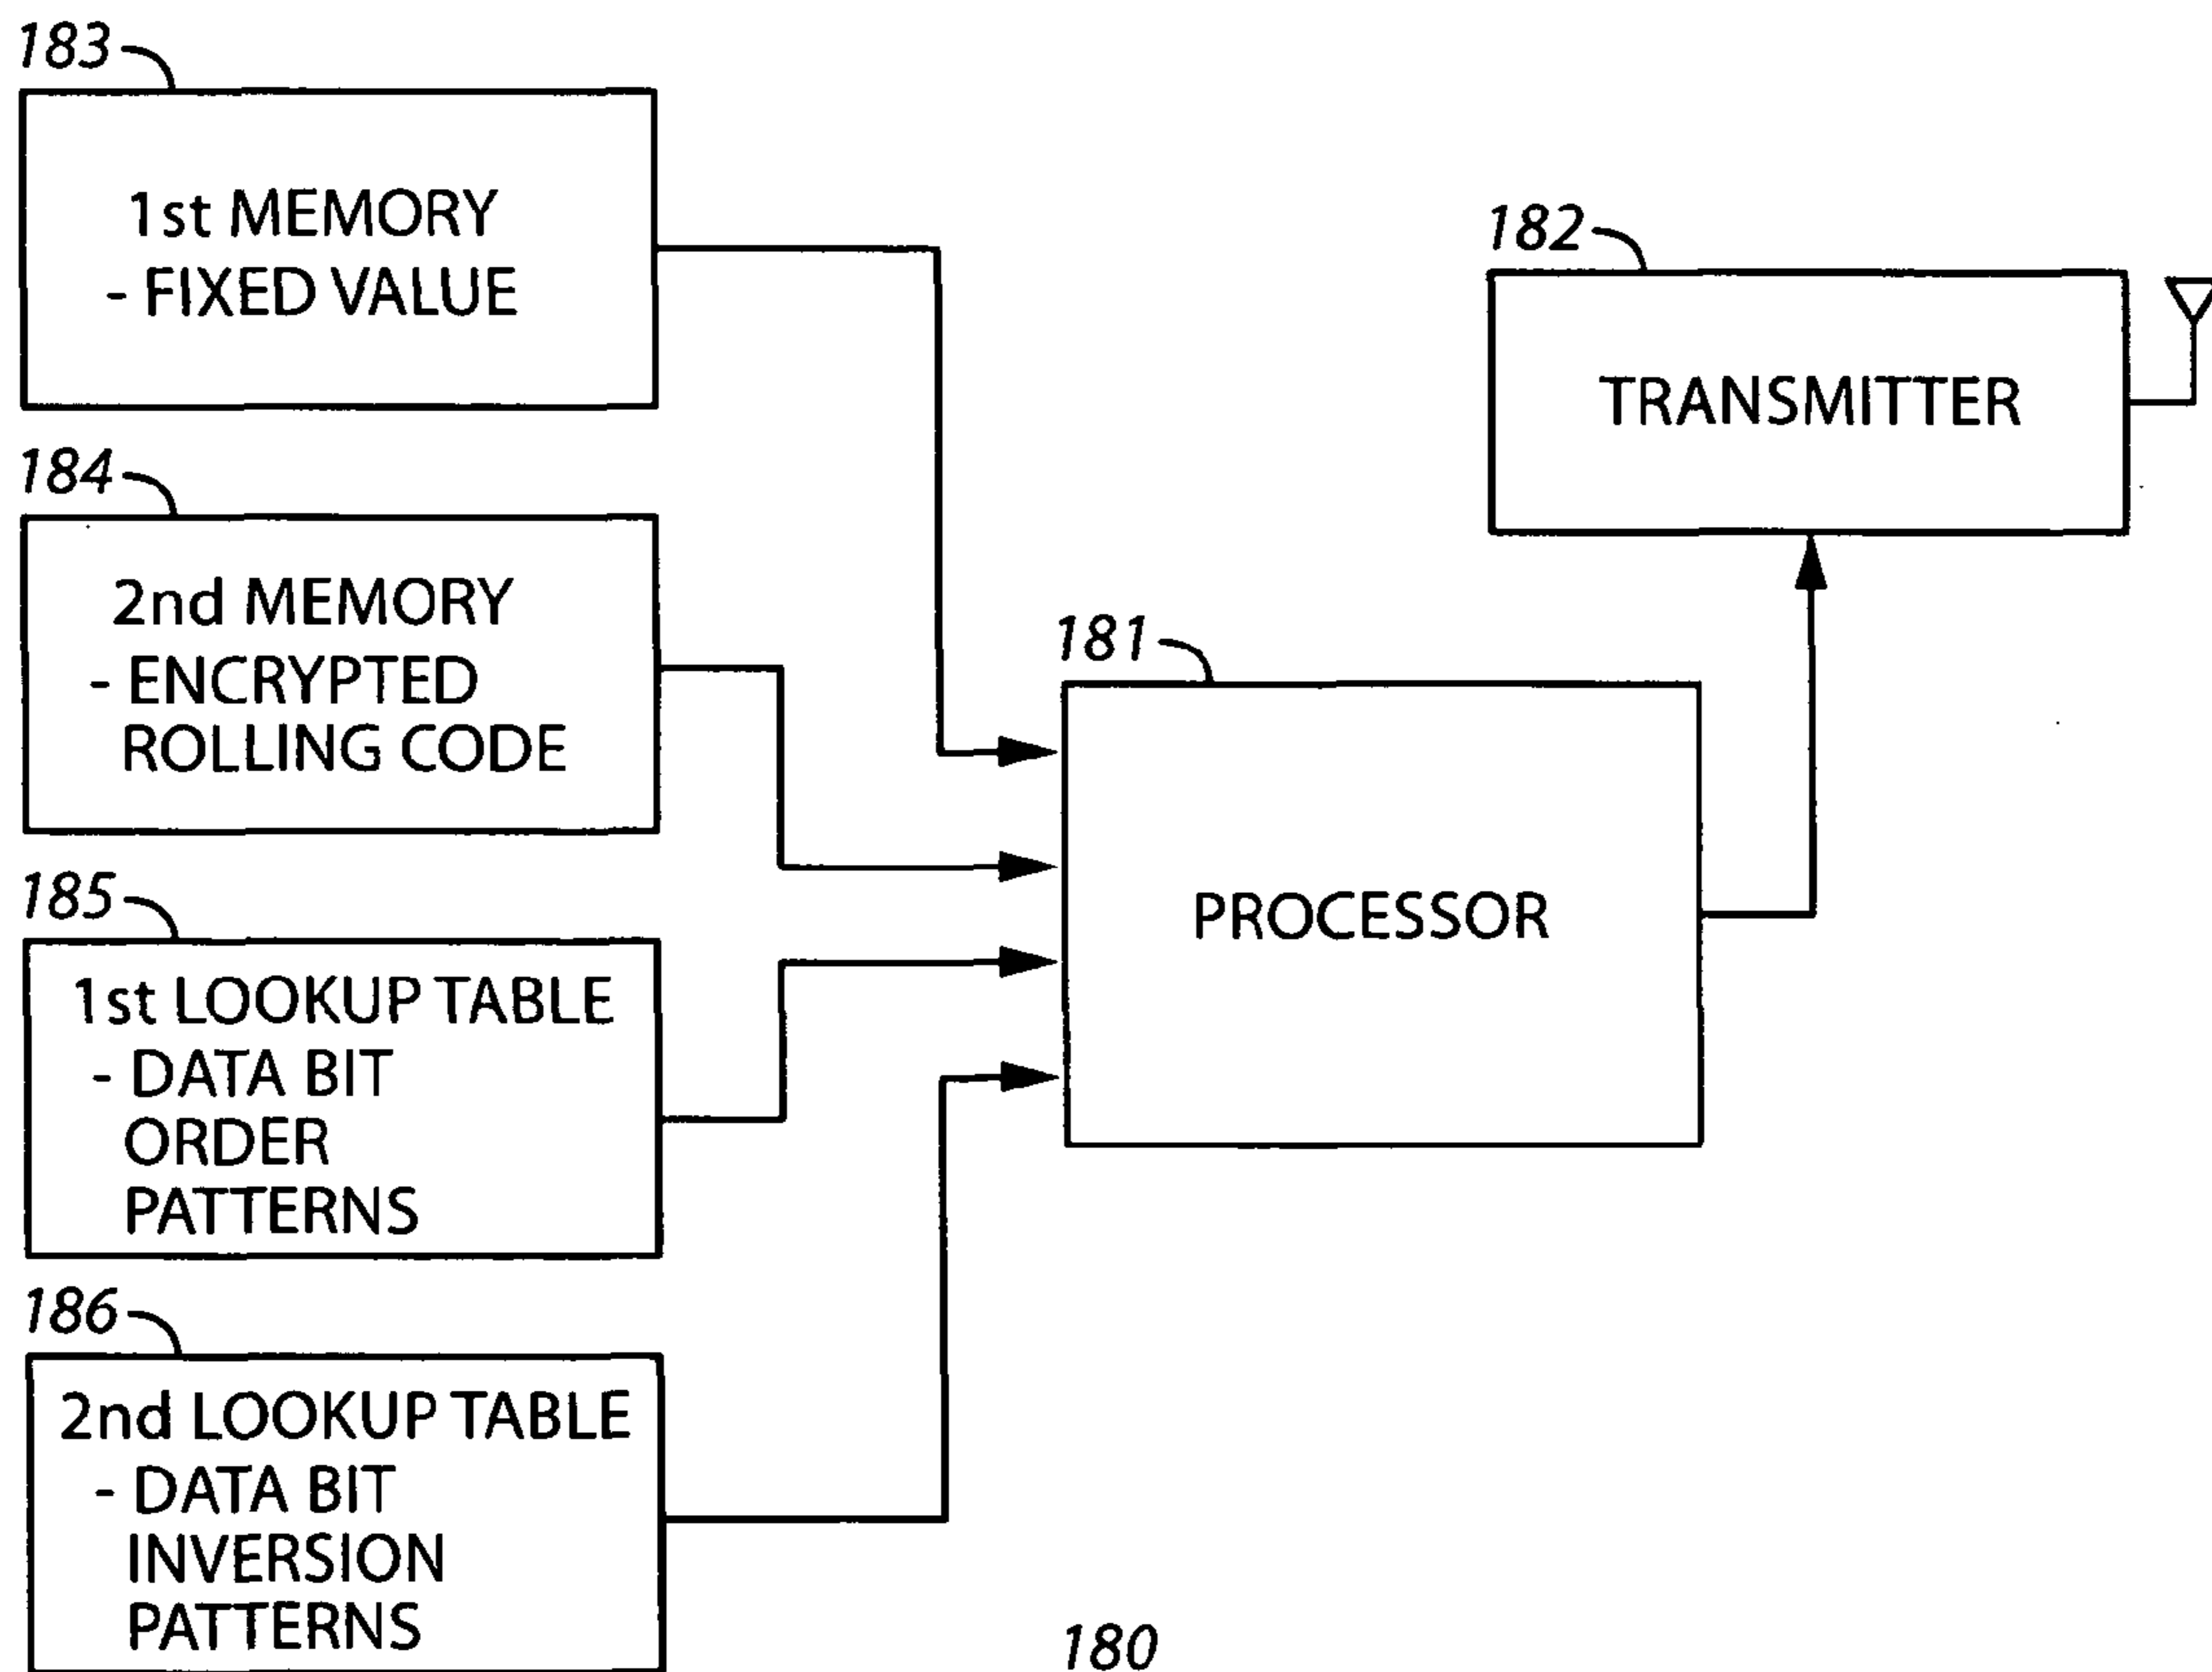 183
1st MEMORY
- FIXED VALUE
184
2nd MEMORY
- ENCRYPTED
ROLLING CODE
185
1st LOOKUP TABLE
- DATA BIT
ORDER
PATTERNS
186
2nd LOOKUP TABLE
- DATA BIT
INVERSION
PATTERNS
181
PROCESSOR
182
TRANSMITTER
180